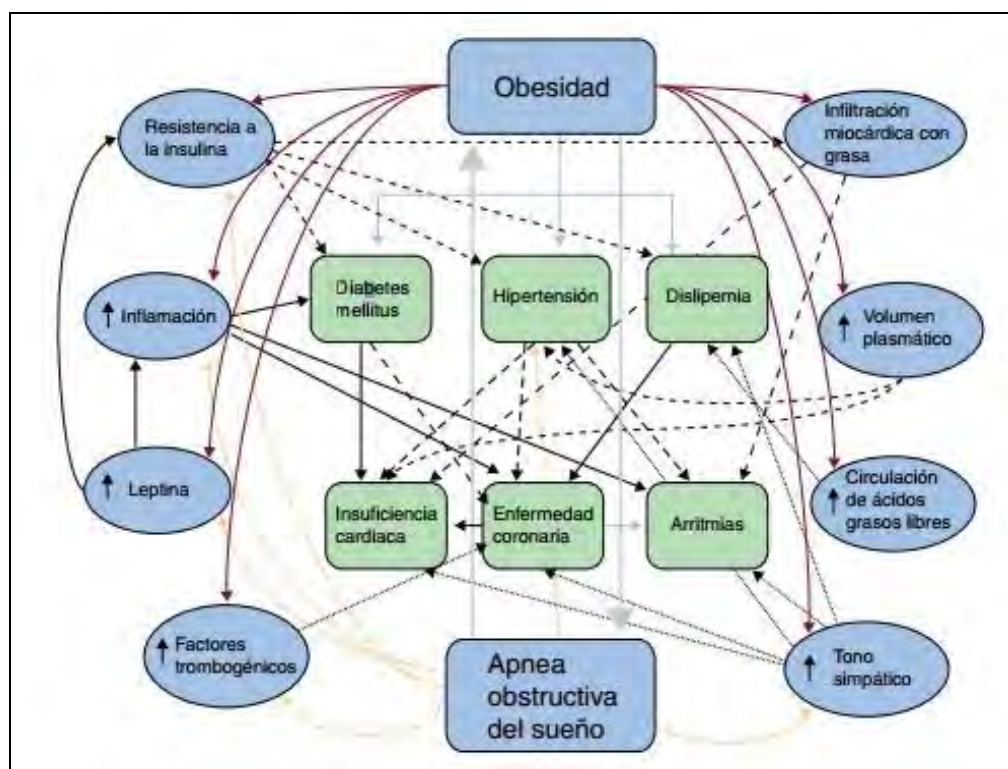 Obesidad
Resistencia a
la insulina
Infiltración
miocárdica con
grasa
Diabetes
mellitus
Hipertensión
Dislipemia
↑ Inflamación
↑ Volumen
plasmático
↑ Leptina
Insuficiencia
cardiaca
Enfermedad
coronaria
Arritmias
↑ Circulación
de ácidos
grasos libres
↑ Factores
trombogénicos
Apnea
obstructiva
del sueño
↑ Tono
simpático